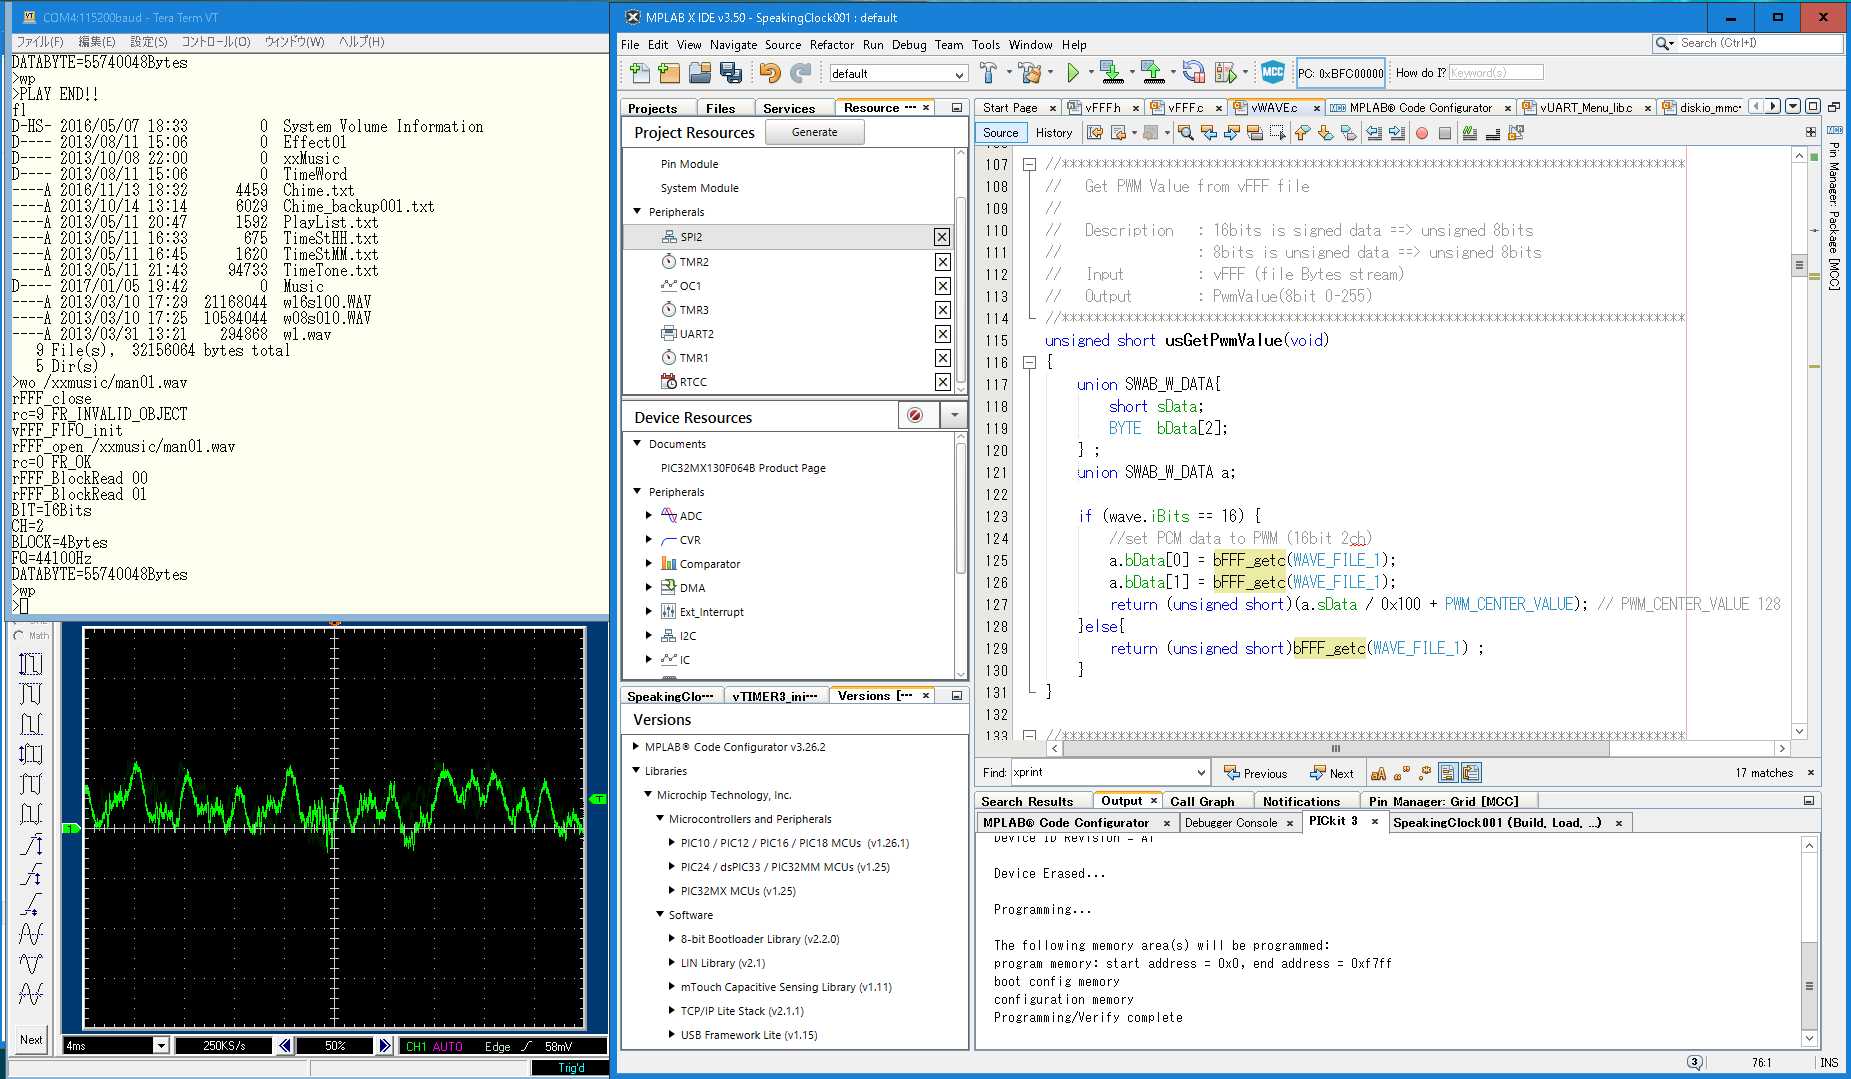 COM4:115200baud - Tera Term VT
ファイル(F) 編集(E) 設定(S) コントロール(O) ウィンドウ(W) ヘルプ(H)
DATABYTE=55740048Bytes
>wp
>PLAY END!!
fl
D-HS- 2016/05/07 18:33 0 System Volume Information
D---- 2013/08/11 15:06 0 Effect01
D---- 2013/10/08 22:00 0 xxMusic
D---- 2013/08/11 15:06 0 TimeWord
----A 2016/11/13 18:32 4459 Chime.txt
----A 2013/10/14 13:14 6029 Chime_backup001.txt
----A 2013/05/11 20:47 1592 PlayList.txt
----A 2013/05/11 16:33 675 TimeStHH.txt
----A 2013/05/11 16:45 1620 TimeStMM.txt
----A 2013/05/11 21:43 94733 TimeTone.txt
D---- 2017/01/05 19:42 0 Music
----A 2013/03/10 17:29 21168044 w16s100.WAV
----A 2013/03/10 17:25 10584044 w08s010.WAV
----A 2013/03/31 13:21 294868 w1.wav
9 File(s), 32156064 bytes total
5 Dir(s)
>wo /xxmusic/man01.wav
rFFF_close
rc=9 FR_INVALID_OBJECT
vFFF_FIFO_init
rFFF_open /xxmusic/man01.wav
rc=0 FR_OK
rFFF_BlockRead 00
rFFF_BlockRead 01
BIT=16Bits
CH=2
BLOCK=4Bytes
FQ=44100Hz
DATABYTE=55740048Bytes
>wp
>
Math
Next
4ms
250KS/s
50%
CH1 AUTO Edge 58mV
Trig'd
MPLAB X IDE v3.50 - SpeakingClock001 : default
File Edit View Navigate Source Refactor Run Debug Team Tools Window Help
Search (Ctrl+I)
default
MCC
PC: 0xBFC00000
How do I? Keyword(s)
Projects Files Services Resource ···
Project Resources Generate
Pin Module
System Module
Peripherals
SPI2
TMR2
OC1
TMR3
UART2
TMR1
RTCC
Device Resources
Documents
PIC32MX130F064B Product Page
Peripherals
ADC
CVR
Comparator
DMA
Ext_Interrupt
I2C
IC
SpeakingClo··· vTIMER3_ini··· Versions [···
Versions
MPLAB® Code Configurator v3.26.2
Libraries
Microchip Technology, Inc.
Microcontrollers and Peripherals
PIC10 / PIC12 / PIC16 / PIC18 MCUs (v1.26.1)
PIC24 / dsPIC33 / PIC32MM MCUs (v1.25)
PIC32MX MCUs (v1.25)
Software
8-bit Bootloader Library (v2.2.0)
LIN Library (v2.1)
mTouch Capacitive Sensing Library (v1.11)
TCP/IP Lite Stack (v2.1.1)
USB Framework Lite (v1.15)
Start Page vFFF.h vFFF.c vWAVE.c MPLAB® Code Configurator vUART_Menu_lib.c diskio_mmc·
Source History
107 //******************************************************************************
108 // Get PWM Value from vFFF file
109 //
110 // Description : 16bits is signed data ==> unsigned 8bits
111 // : 8bits is unsigned data ==> unsigned 8bits
112 // Input : vFFF (file Bytes stream)
113 // Output : PwmValue(8bit 0-255)
114 //******************************************************************************
115 unsigned short usGetPwmValue(void)
116 {
117 union SWAB_W_DATA{
118 short sData;
119 BYTE bData[2];
120 } ;
121 union SWAB_W_DATA a;
122
123 if (wave.iBits == 16) {
124 //set PCM data to PWM (16bit 2ch)
125 a.bData[0] = bFFF_getc(WAVE_FILE_1);
126 a.bData[1] = bFFF_getc(WAVE_FILE_1);
127 return (unsigned short)(a.sData / 0x100 + PWM_CENTER_VALUE); // PWM_CENTER_VALUE 128
128 }else{
129 return (unsigned short)bFFF_getc(WAVE_FILE_1) ;
130 }
131 }
132
133 //******************************************************************************
Pin Manager: Package [MCC]
Find: xprint Previous Next 17 matches
Search Results Output Call Graph Notifications Pin Manager: Grid [MCC]
MPLAB® Code Configurator Debugger Console PICkit 3 SpeakingClock001 (Build, Load, ...)
Device ID Revision = A1
Device Erased...
Programming...
The following memory area(s) will be programmed:
program memory: start address = 0x0, end address = 0xf7ff
boot config memory
configuration memory
Programming/Verify complete
3 76:1 INS